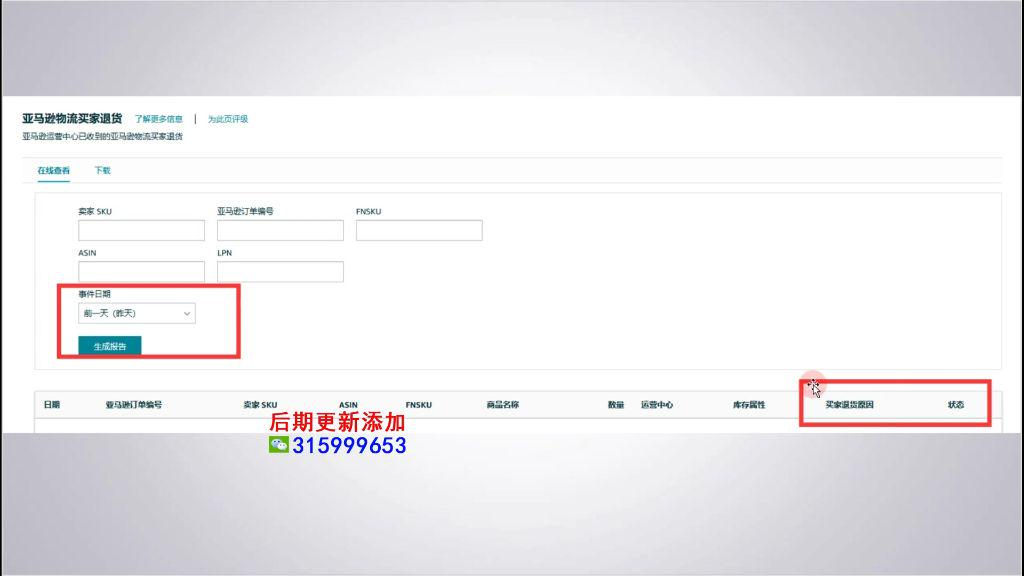 亚马逊物流买家退货 了解更多信息 | 为此页评级
亚马逊运营中心已收到的亚马逊物流买家退货
在线查看 下载
卖家 SKU 亚马逊订单编号 FNSKU
ASIN LPN
事件日期
前一天（昨天）
生成报告
日期 亚马逊订单编号 卖家 SKU ASIN FNSKU 商品名称 数量 运营中心 库存属性 买家退货原因 状态
后期更新添加
315999653